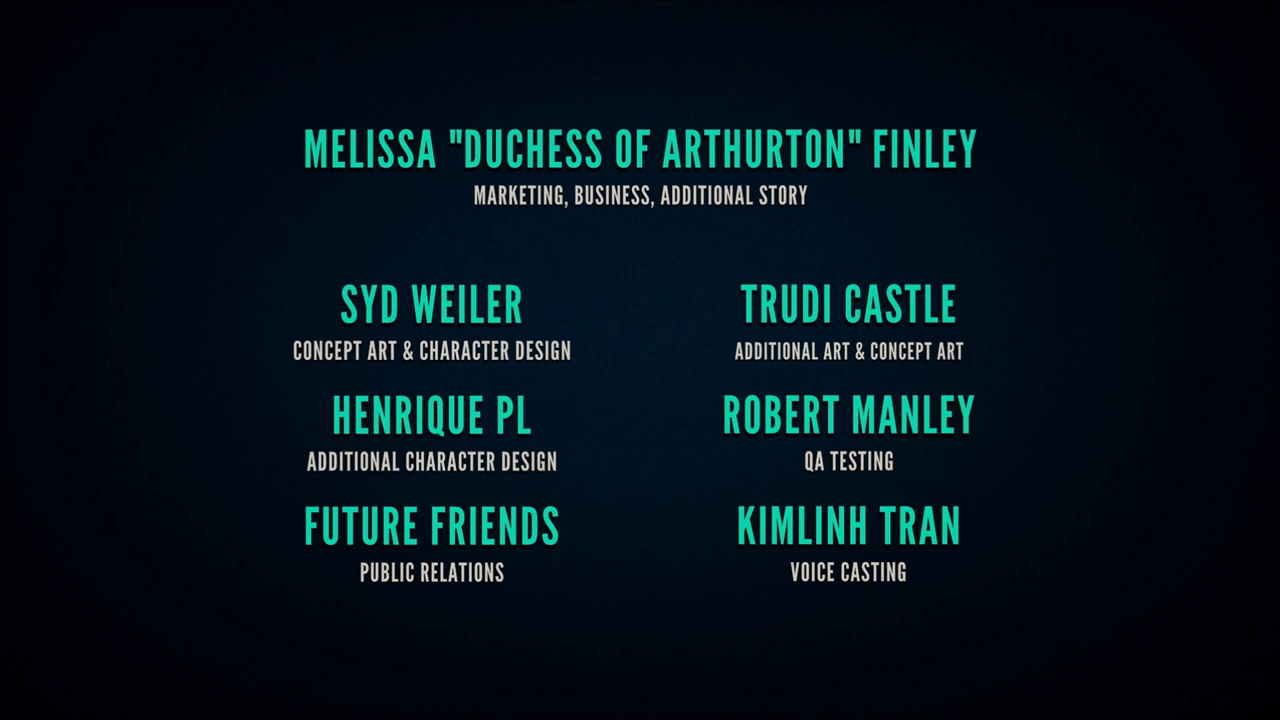 MELISSA "DUCHESS OF ARTHURTON" FINLEY
MARKETING, BUSINESS, ADDITIONAL STORY
SYD WEILER
CONCEPT ART & CHARACTER DESIGN
TRUDI CASTLE
ADDITIONAL ART & CONCEPT ART
HENRIQUE PL
ADDITIONAL CHARACTER DESIGN
ROBERT MANLEY
QA TESTING
FUTURE FRIENDS
PUBLIC RELATIONS
KIMLINH TRAN
VOICE CASTING